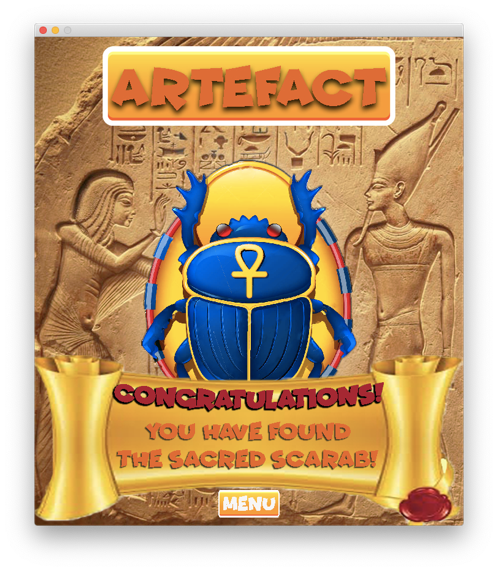 ARTEFACT
CONGRATULATIONS!
YOU HAVE FOUND
THE SACRED SCARAB!
MENU